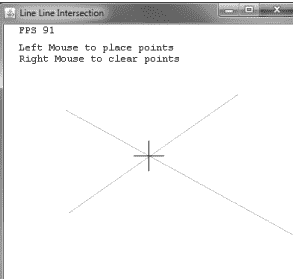 Line Line Intersection
FPS 91
Left Mouse to place points
Right Mouse to clear points